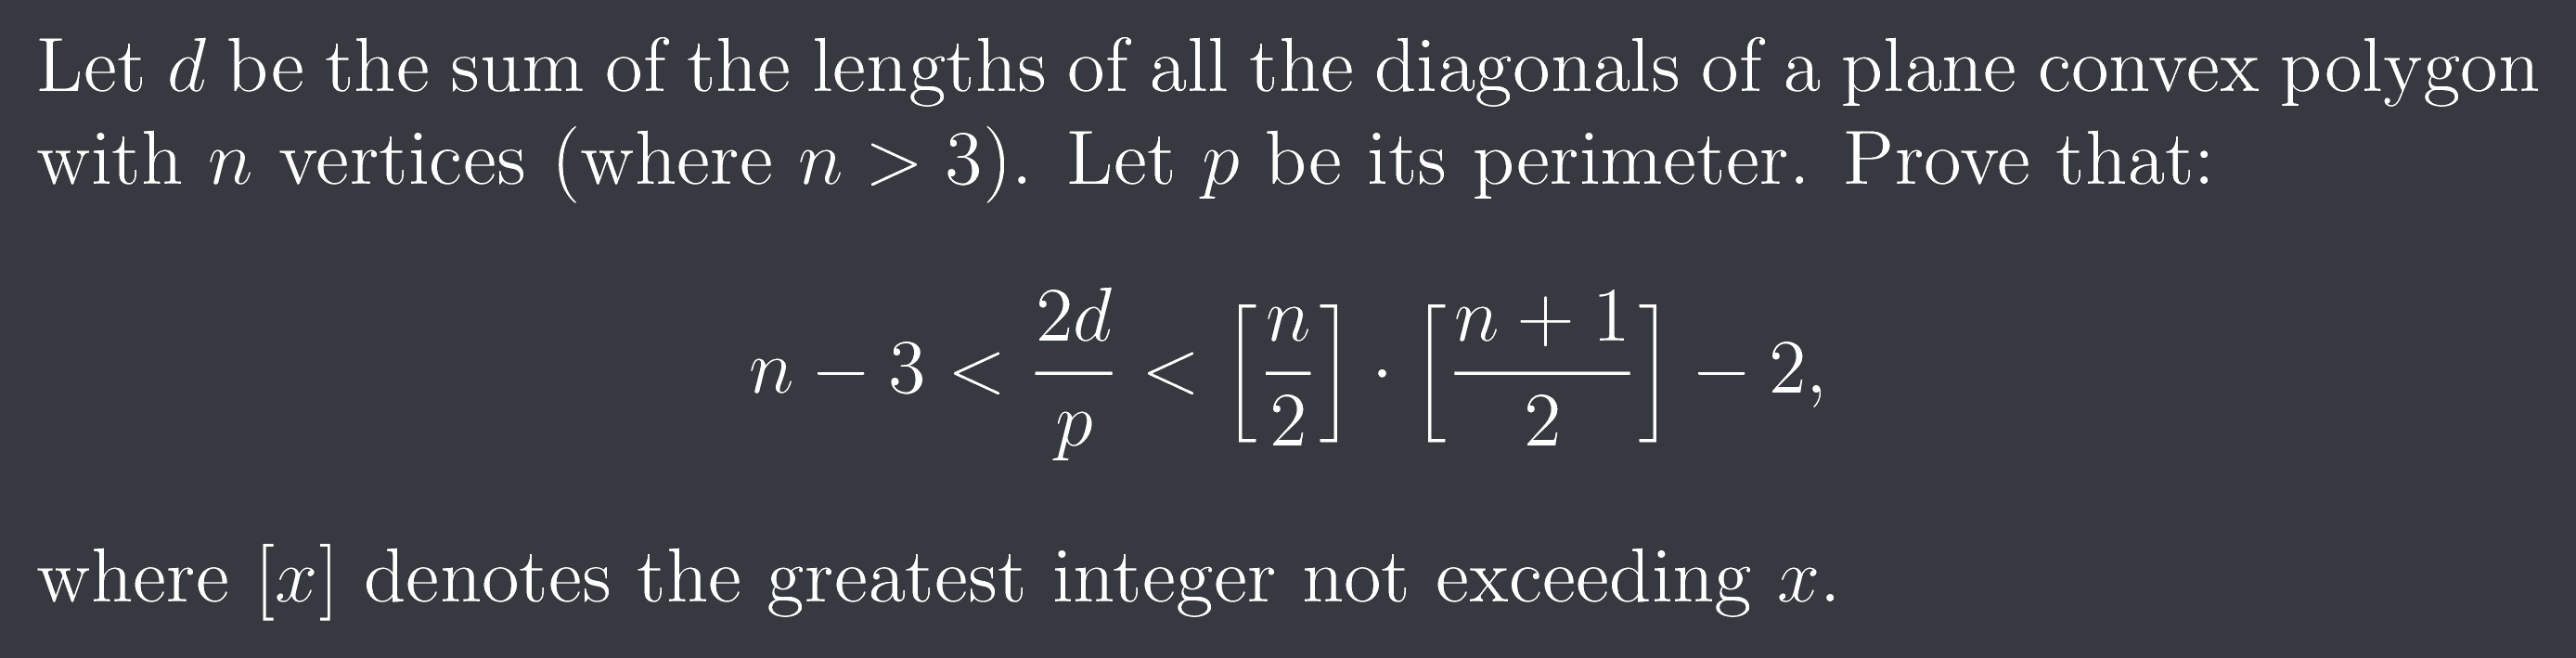 Let d be the sum of the lengths of all the diagonals of a plane convex polygon
with n vertices (where n > 3). Let p be its perimeter. Prove that:
n − 3 < 2d/p < [n/2] · [(n + 1)/2] − 2,
where [x] denotes the greatest integer not exceeding x.